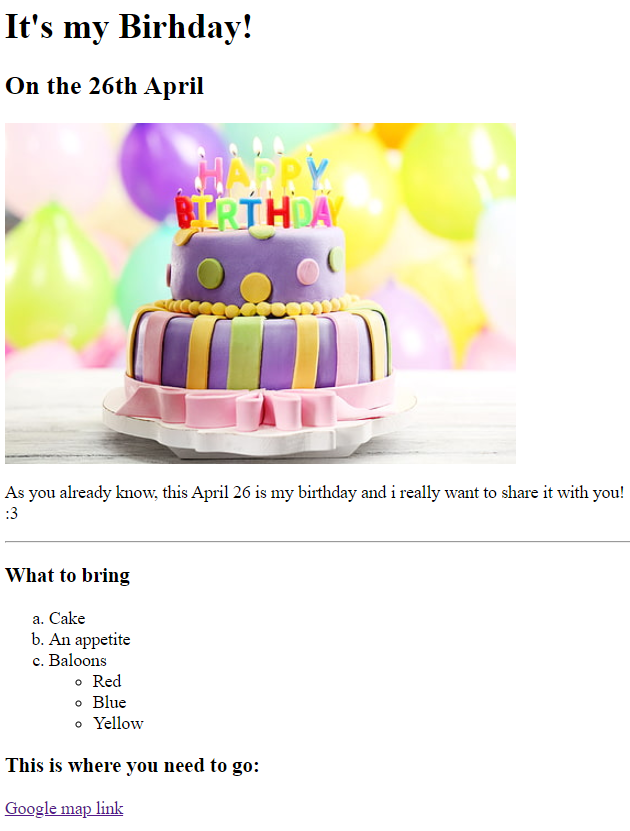 It's my Birhday!
On the 26th April
HAPPY
BIRTHDAY
As you already know, this April 26 is my birthday and i really want to share it with you!
:3
What to bring
a. Cake
b. An appetite
c. Baloons
Red
Blue
Yellow
This is where you need to go:
Google map link